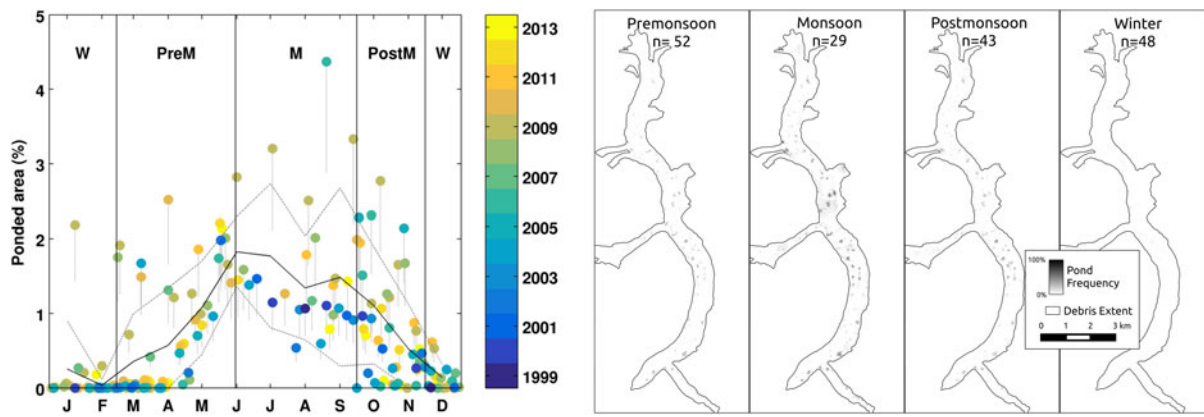 5
4
3
2
1
0
Ponded area (%)
W
PreM
M
PostM
W
J F M A M J J A S O N D
2013
2011
2009
2007
2005
2003
2001
1999
Premonsoon
n= 52
Monsoon
n=29
Postmonsoon
n=43
Winter
n=48
100%
0%
Pond
Frequency
Debris Extent
0 1 2 3 km